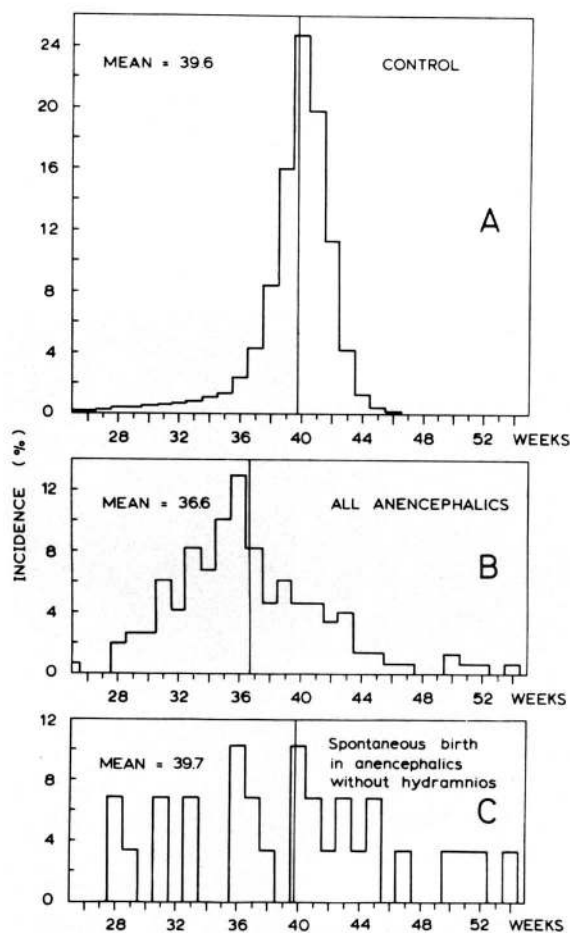 24
20
16
12
8
4
0
MEAN = 39.6
CONTROL
A
28 32 36 40 44 48 52 WEEKS
INCIDENCE (%)
12
8
4
0
MEAN = 36.6
ALL ANENCEPHALICS
B
28 32 36 40 44 48 52 WEEKS
12
8
4
0
MEAN = 39.7
Spontaneous birth
in anencephalics
without hydramnios
C
28 32 36 40 44 48 52 WEEKS